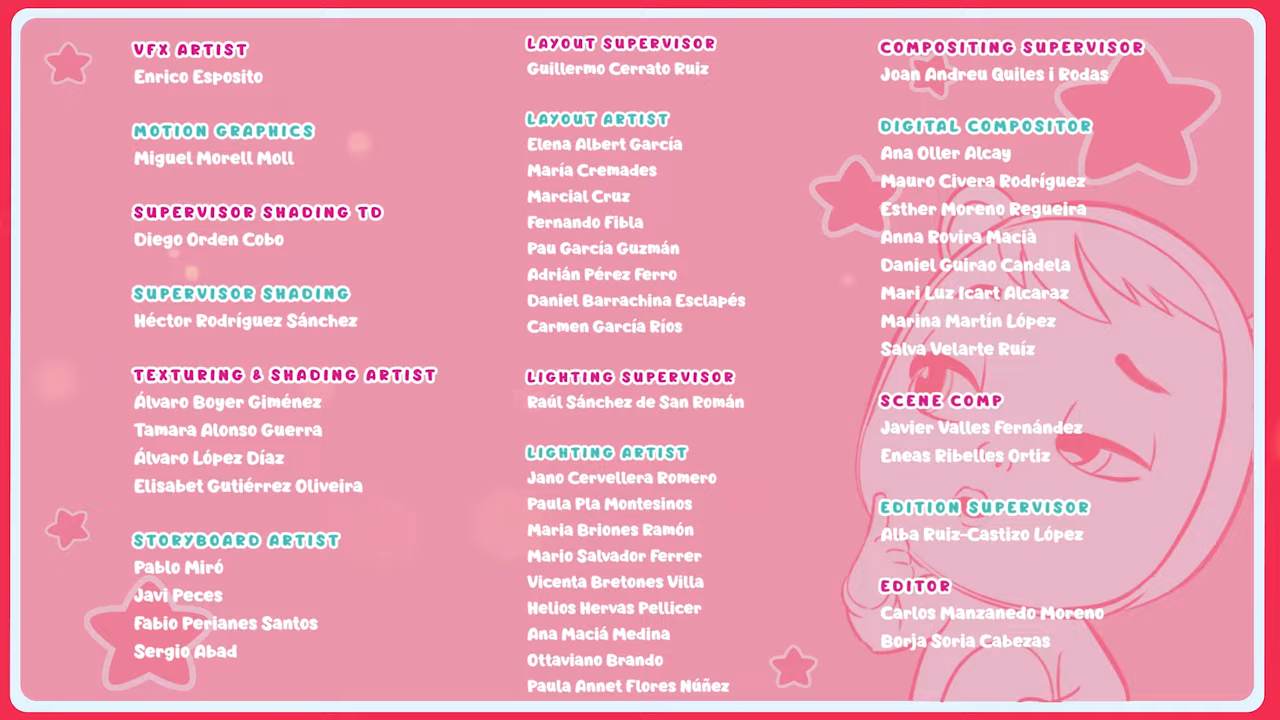 VFX ARTIST
Enrico Esposito
MOTION GRAPHICS
Miguel Morell Moll
SUPERVISOR SHADING TD
Diego Orden Cobo
SUPERVISOR SHADING
Héctor Rodríguez Sánchez
TEXTURING & SHADING ARTIST
Álvaro Boyer Giménez
Tamara Alonso Guerra
Álvaro López Díaz
Elisabet Gutiérrez Oliveira
STORYBOARD ARTIST
Pablo Miró
Javi Peces
Fabio Perianes Santos
Sergio Abad
LAYOUT SUPERVISOR
Guillermo Cerrato Ruiz
LAYOUT ARTIST
Elena Albert García
María Cremades
Marcial Cruz
Fernando Fibla
Pau García Guzmán
Adrián Pérez Ferro
Daniel Barrachina Esclapés
Carmen García Ríos
LIGHTING SUPERVISOR
Raúl Sánchez de San Román
LIGHTING ARTIST
Jano Cervellera Romero
Paula Pla Montesinos
Maria Briones Ramón
Mario Salvador Ferrer
Vicenta Bretones Villa
Helios Hervas Pellicer
Ana Maciá Medina
Ottaviano Brando
Paula Annet Flores Núñez
COMPOSITING SUPERVISOR
Joan Andreu Quiles i Rodas
DIGITAL COMPOSITOR
Ana Oller Alcay
Mauro Civera Rodríguez
Esther Moreno Regueira
Anna Rovira Macià
Daniel Guirao Candela
Mari Luz Icart Alcaraz
Marina Martín López
Salva Velarte Ruíz
SCENE COMP
Javier Valles Fernández
Eneas Ribelles Ortiz
EDITION SUPERVISOR
Alba Ruiz-Castizo López
EDITOR
Carlos Manzanedo Moreno
Borja Soria Cabezas